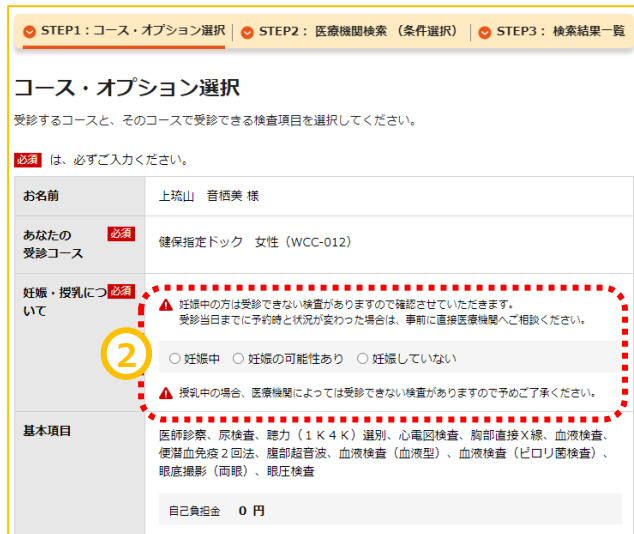 STEP1：コース・オプション選択 STEP2： 医療機関検索 （条件選択） STEP3： 検索結果一覧
コース・オプション選択
受診するコースと、そのコースで受診できる検査項目を選択してください。
必須 は、必ずご入力ください。
お名前 上琉山 音栖美 様
あなたの 必須
受診コース
健保指定ドック 女性（WCC-012）
妊娠・授乳につ 必須
いて
妊娠中の方は受診できない検査がありますので確認させていただきます。
受診当日までに予約時と状況が変わった場合は、事前に直接医療機関へご相談ください。
②
妊娠中 妊娠の可能性あり 妊娠していない
授乳中の場合、医療機関によっては受診できない検査がありますので予めご了承ください。
基本項目
医師診察、尿検査、聴力（１Ｋ４Ｋ）選別、心電図検査、胸部直接Ｘ線、血液検査、
便潜血免疫２回法、腹部超音波、血液検査（血液型）、血液検査（ピロリ菌検査）、
眼底撮影（両眼）、眼圧検査
自己負担金 0 円